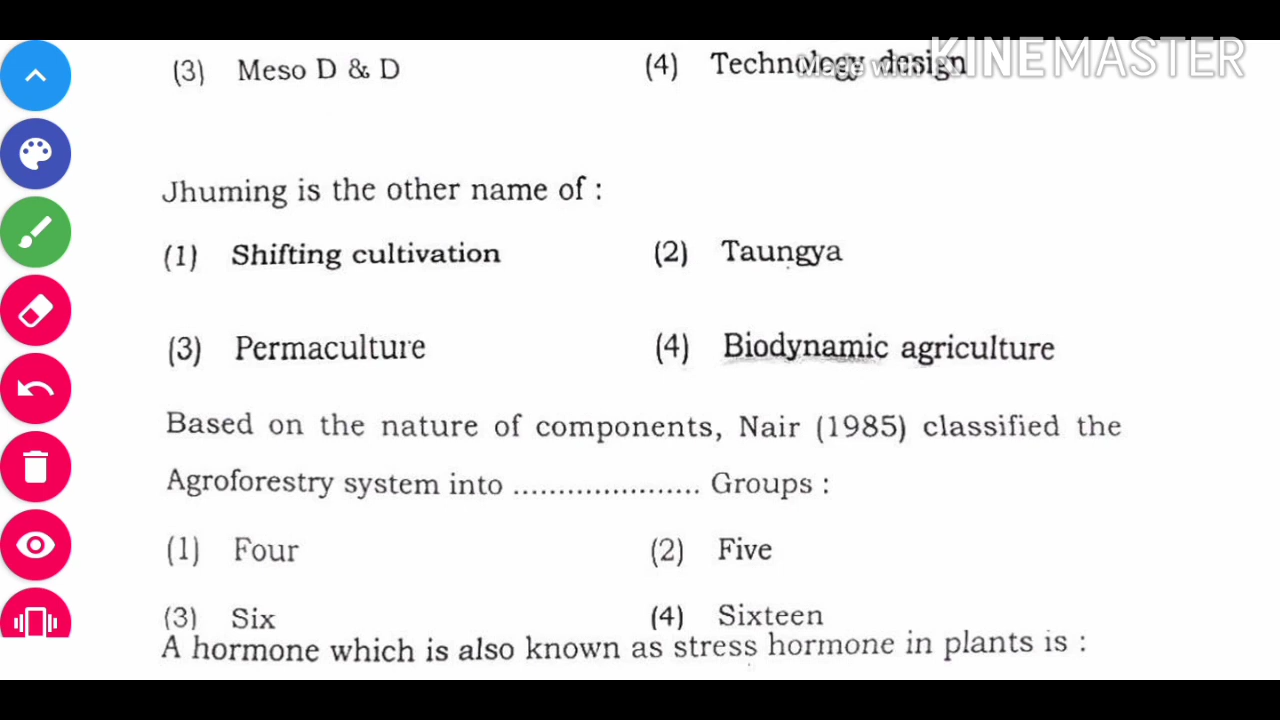 (3) Meso D & D (4) Technology design
Made with KINEMASTER
Jhuming is the other name of :
(1) Shifting cultivation (2) Taungya
(3) Permaculture (4) Biodynamic agriculture
Based on the nature of components, Nair (1985) classified the
Agroforestry system into ..................... Groups :
(1) Four (2) Five
(3) Six (4) Sixteen
A hormone which is also known as stress hormone in plants is :